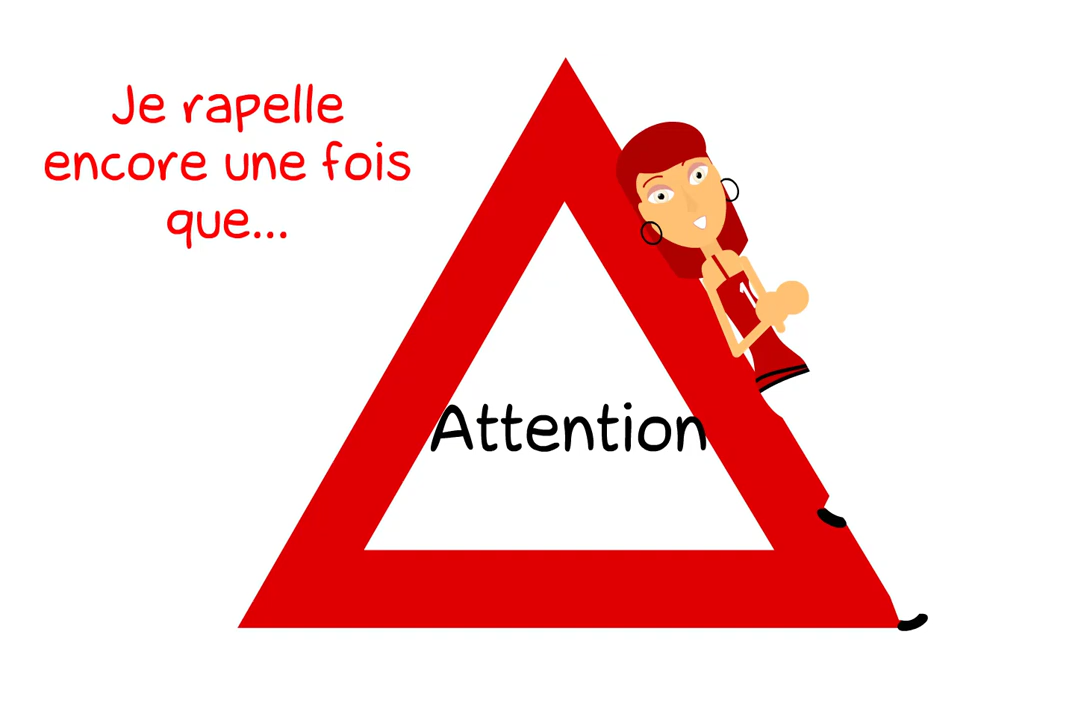 Je rapelle
encore une fois
que...
Attention